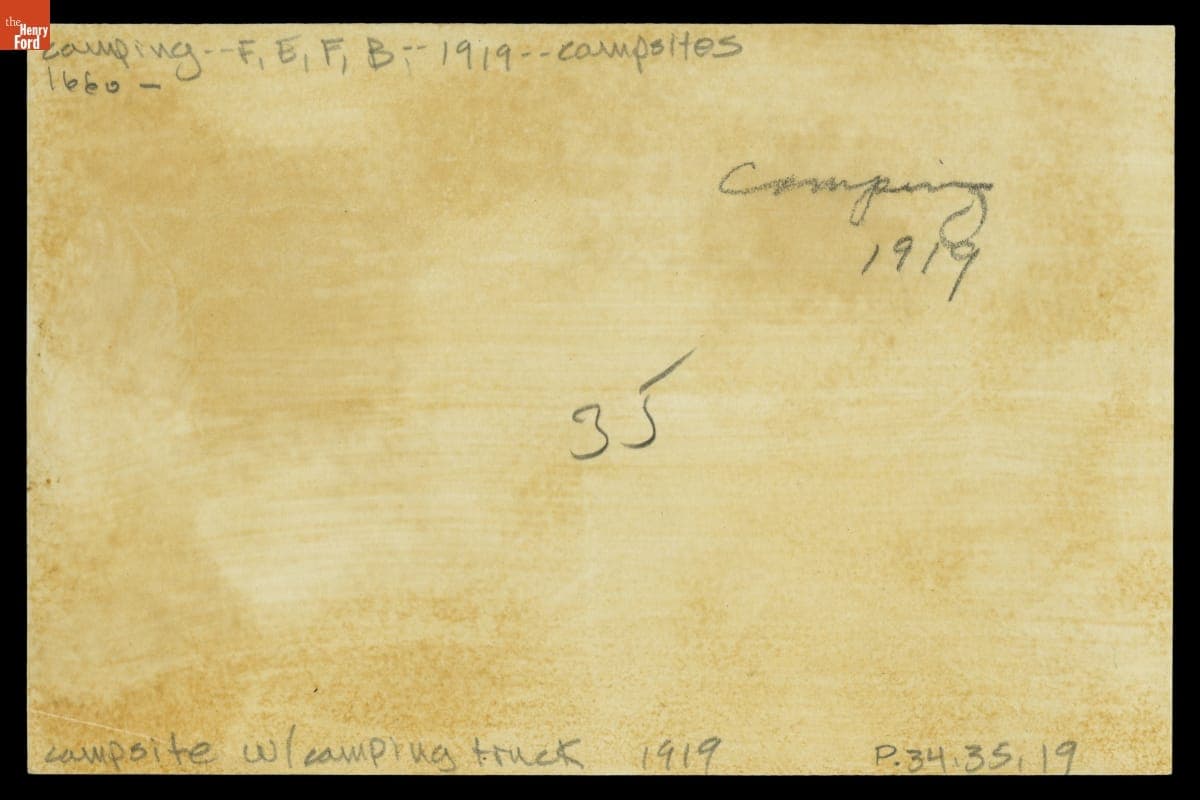 the
Henry
Ford
camping--F, E, F, B,--1919--campsites
1660 -
Camping
1919
35
campsite w/camping truck 1919 P.34.35.19